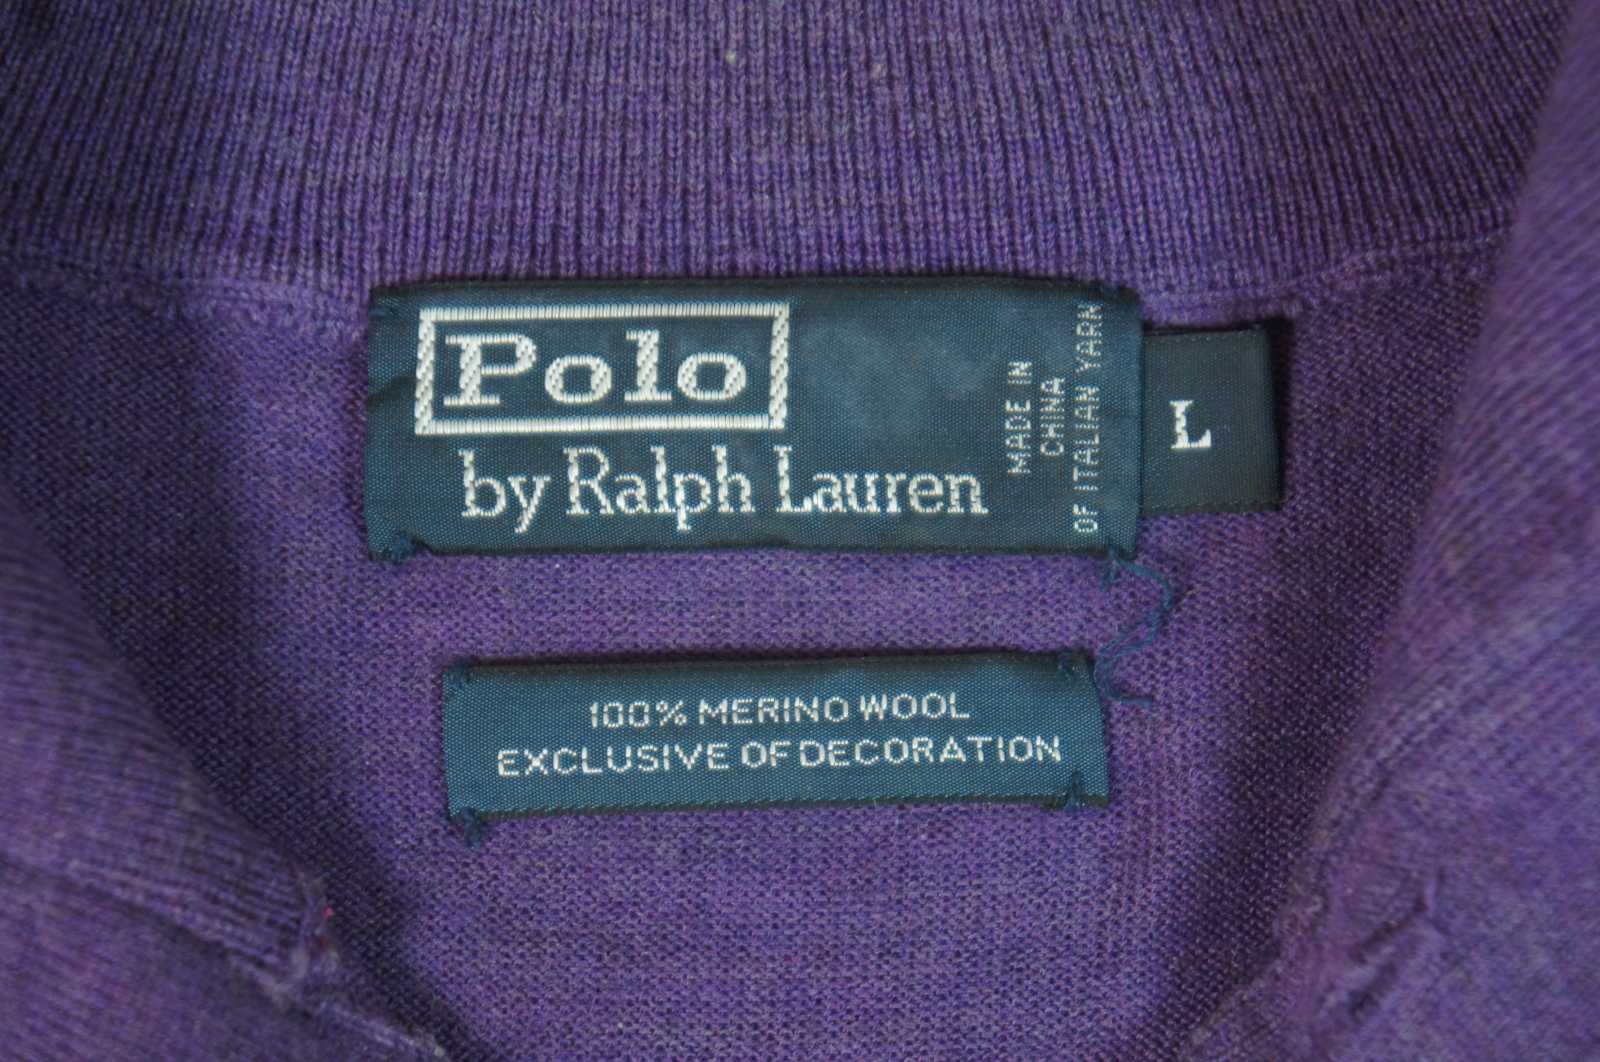 Polo
by Ralph Lauren
MADE IN
CHINA
OF ITALIAN YARN
L
100% MERINO WOOL
EXCLUSIVE OF DECORATION